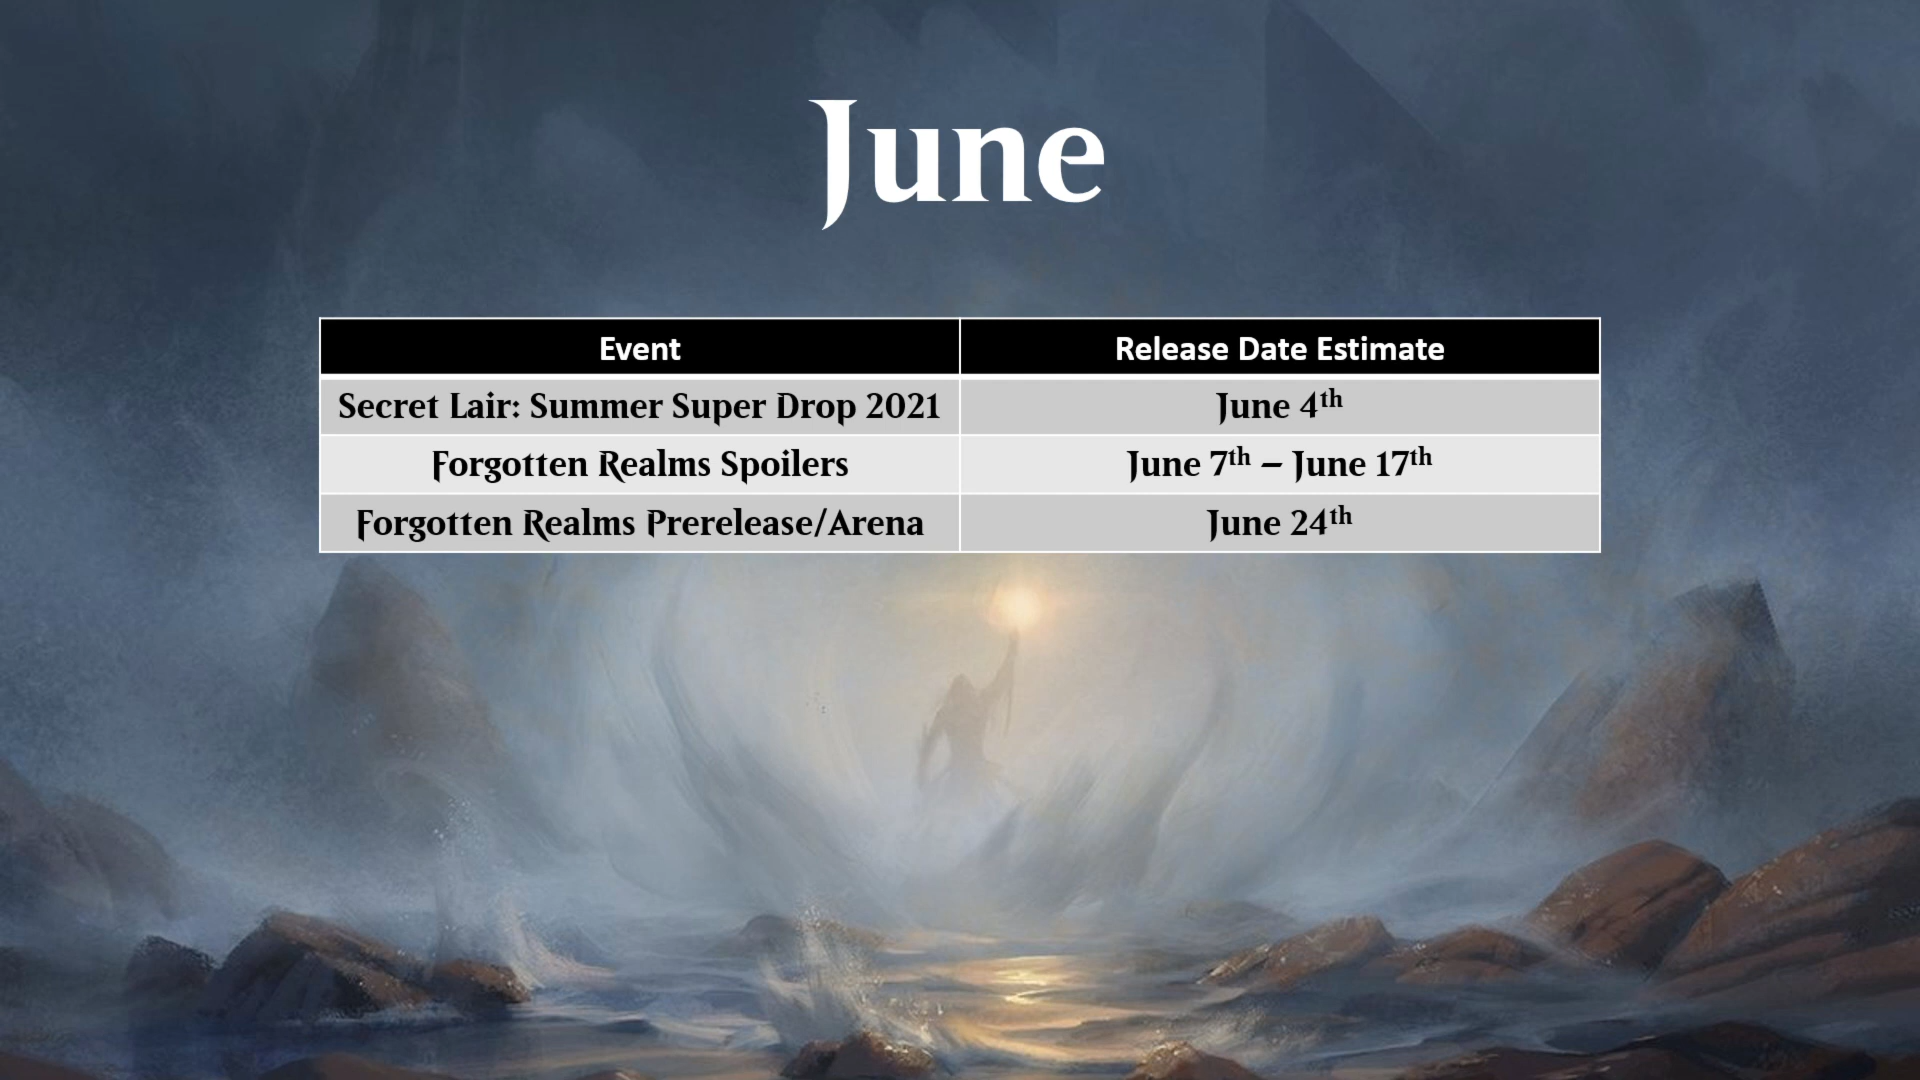 June
Event Release Date Estimate
Secret Lair: Summer Super Drop 2021 June 4th
Forgotten Realms Spoilers June 7th – June 17th
Forgotten Realms Prerelease/Arena June 24th